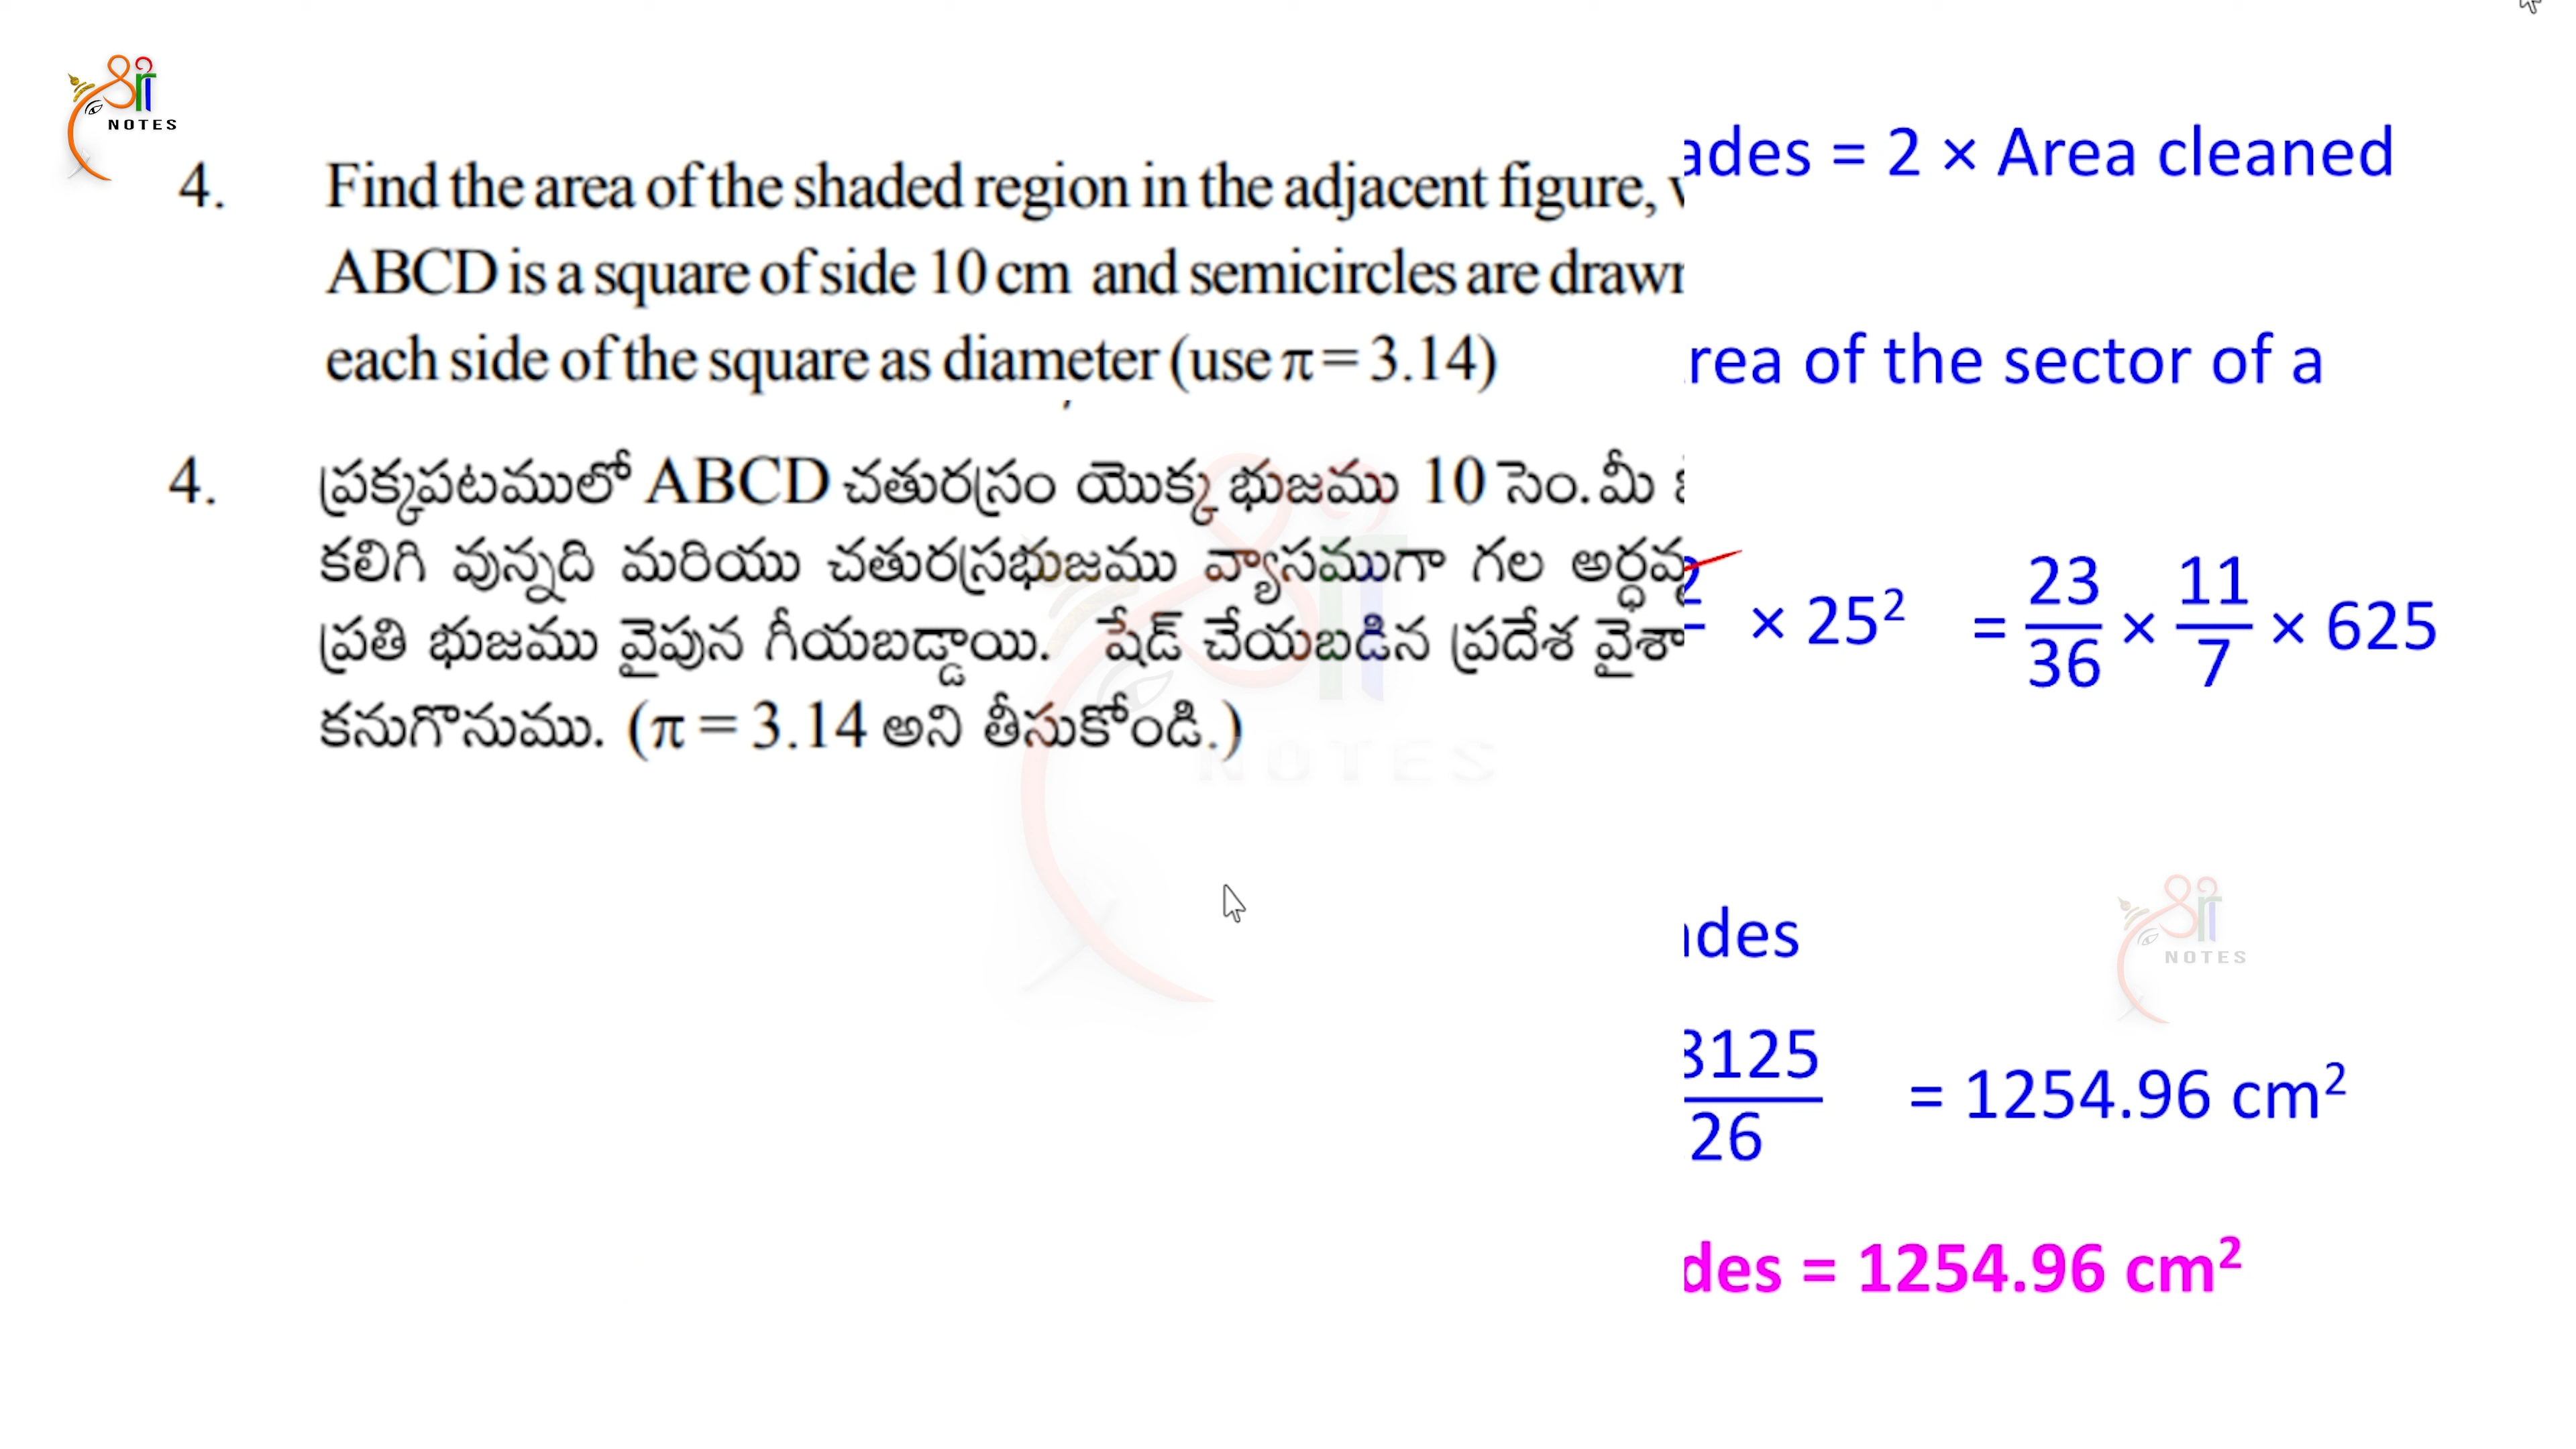 NOTES
4. Find the area of the shaded region in the adjacent figure,
ABCD is a square of side 10 cm and semicircles are drawn
each side of the square as diameter (use π = 3.14)
4. ప్రక్కపటములో ABCD చతురస్రం యొక్క భుజము 10 సెం.మీ
కలిగి వున్నది మరియు చతురస్రభుజము వ్యాసముగా గల
ప్రతి భుజము వైపున గీయబడ్డాయి. షేడ్ చేయబడిన ప్రదేశ
కనుగొనుము. (π = 3.14 అని తీసుకోండి.)
NOTES
ades = 2 × Area cleaned
rea of the sector of a
× 25² = 23/36 × 11/7 × 625
des
NOTES
3125/26 = 1254.96 cm²
des = 1254.96 cm²